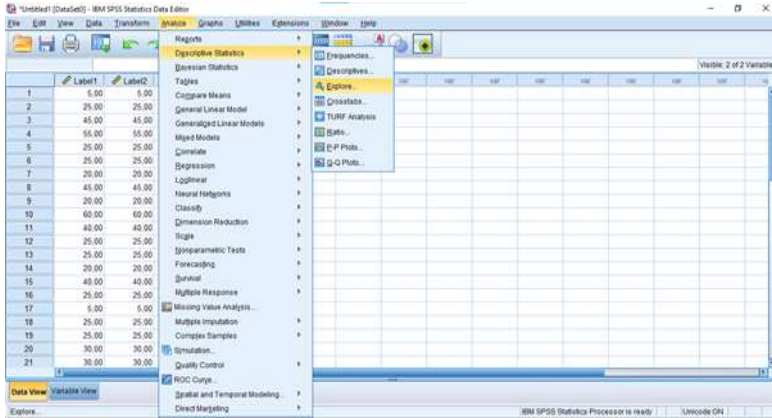 *Untitled1 [DataSet0] - IBM SPSS Statistics Data Editor
File Edit View Data Transform Analyze Graphs Utilities Extensions Window Help
Reports
Descriptive Statistics
Bayesian Statistics
Tables
Compare Means
General Linear Model
Generalized Linear Models
Mixed Models
Correlate
Regression
Loglinear
Neural Networks
Classify
Dimension Reduction
Scale
Nonparametric Tests
Forecasting
Survival
Multiple Response
Missing Value Analysis...
Multiple Imputation
Complex Samples
Simulation...
Quality Control
ROC Curve...
Spatial and Temporal Modeling...
Direct Marketing
Frequencies...
Descriptives...
Explore...
Crosstabs...
TURF Analysis
Ratio...
P-P Plots...
Q-Q Plots...
Visible: 2 of 2 Variable
Label1 Label2
1 5,00 5,00
2 25,00 25,00
3 45,00 45,00
4 55,00 55,00
5 25,00 25,00
6 25,00 25,00
7 20,00 20,00
8 45,00 45,00
9 20,00 20,00
10 60,00 60,00
11 40,00 40,00
12 25,00 25,00
13 25,00 25,00
14 20,00 20,00
15 40,00 40,00
16 25,00 25,00
17 5,00 5,00
18 25,00 25,00
19 25,00 25,00
20 30,00 30,00
21 30,00 30,00
Data View Variable View
Explore... IBM SPSS Statistics Processor is ready Unicode:ON